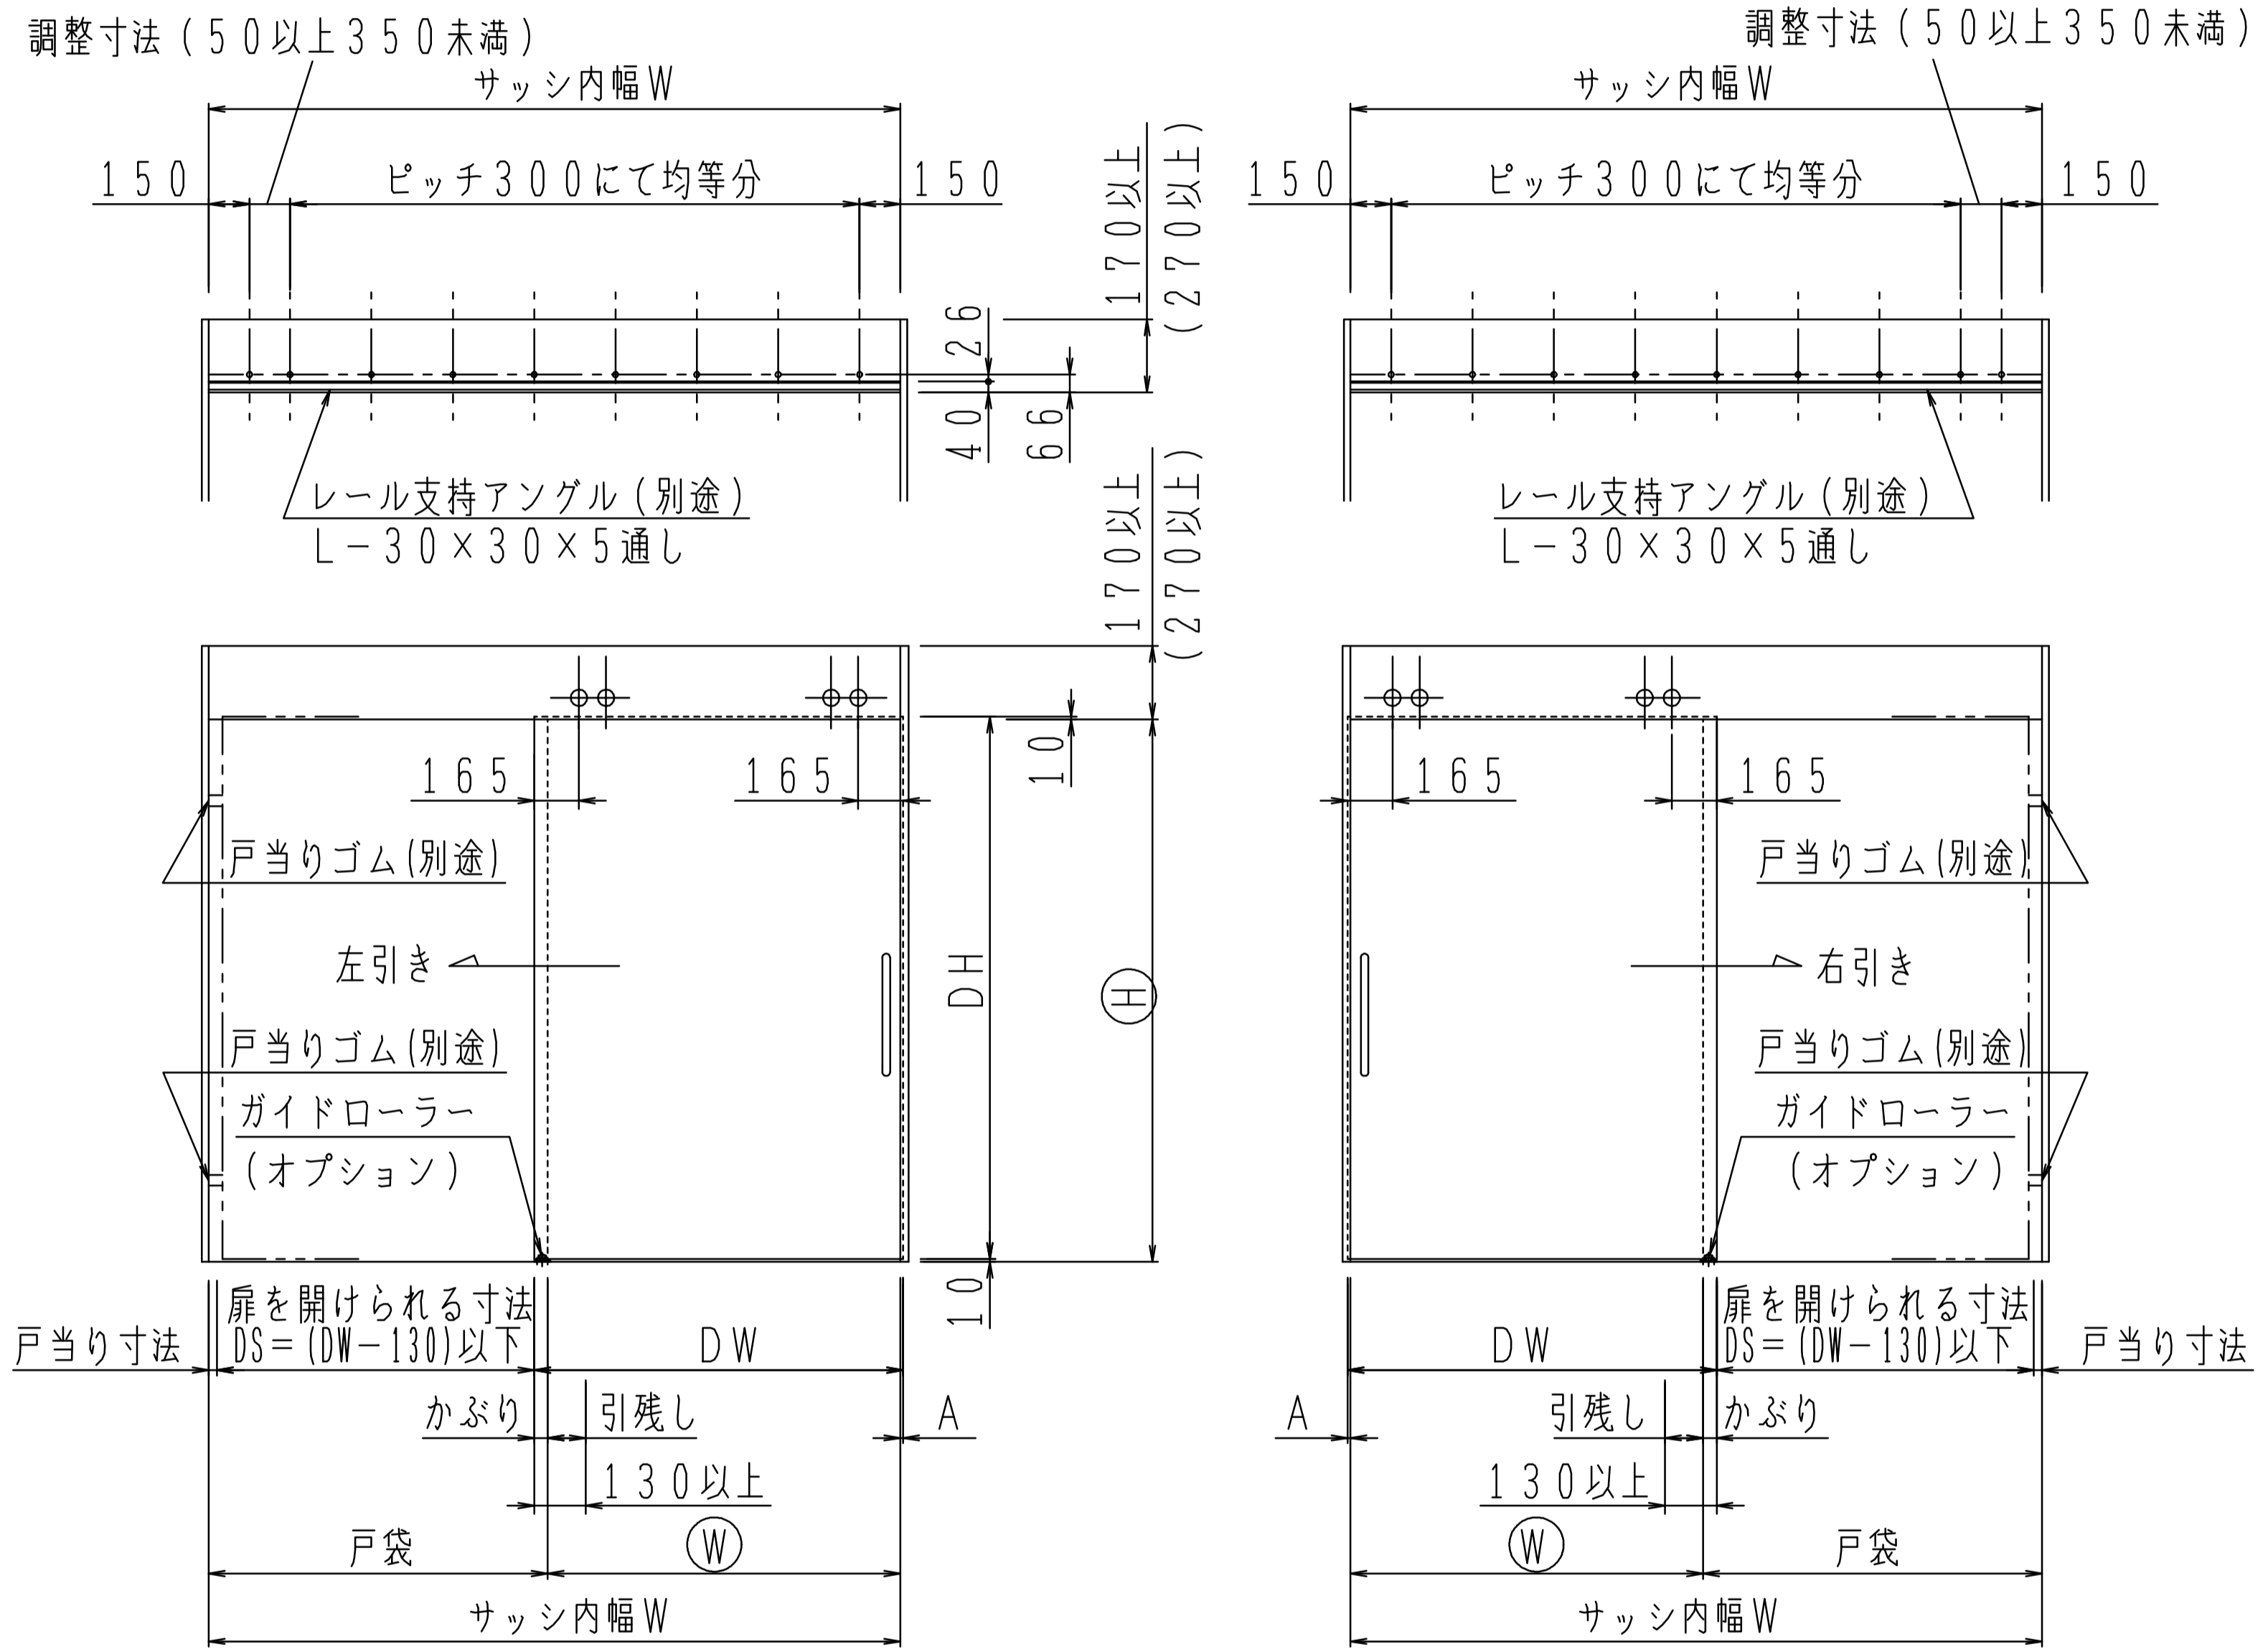 調整寸法（50以上350未満）
サッシ内幅W
150
ピッチ300にて均等分
150
170以上
（270以上）
26
40
66
レール支持アングル（別途）
L－30×30×5通し
調整寸法（50以上350未満）
サッシ内幅W
150
ピッチ300にて均等分
150
レール支持アングル（別途）
L－30×30×5通し
170以上
（270以上）
10
165
165
戸当りゴム(別途)
左引き
戸当りゴム(別途)
ガイドローラー
（オプション）
DH
H
10
扉を開けられる寸法
DS=(DW－130)以下
戸当り寸法
DW
かぶり
引残し
A
130以上
戸袋
W
サッシ内幅W
165
165
戸当りゴム(別途)
右引き
戸当りゴム(別途)
ガイドローラー
（オプション）
扉を開けられる寸法
DW
DS=(DW－130)以下
戸当り寸法
A
引残し
かぶり
130以上
W
戸袋
サッシ内幅W